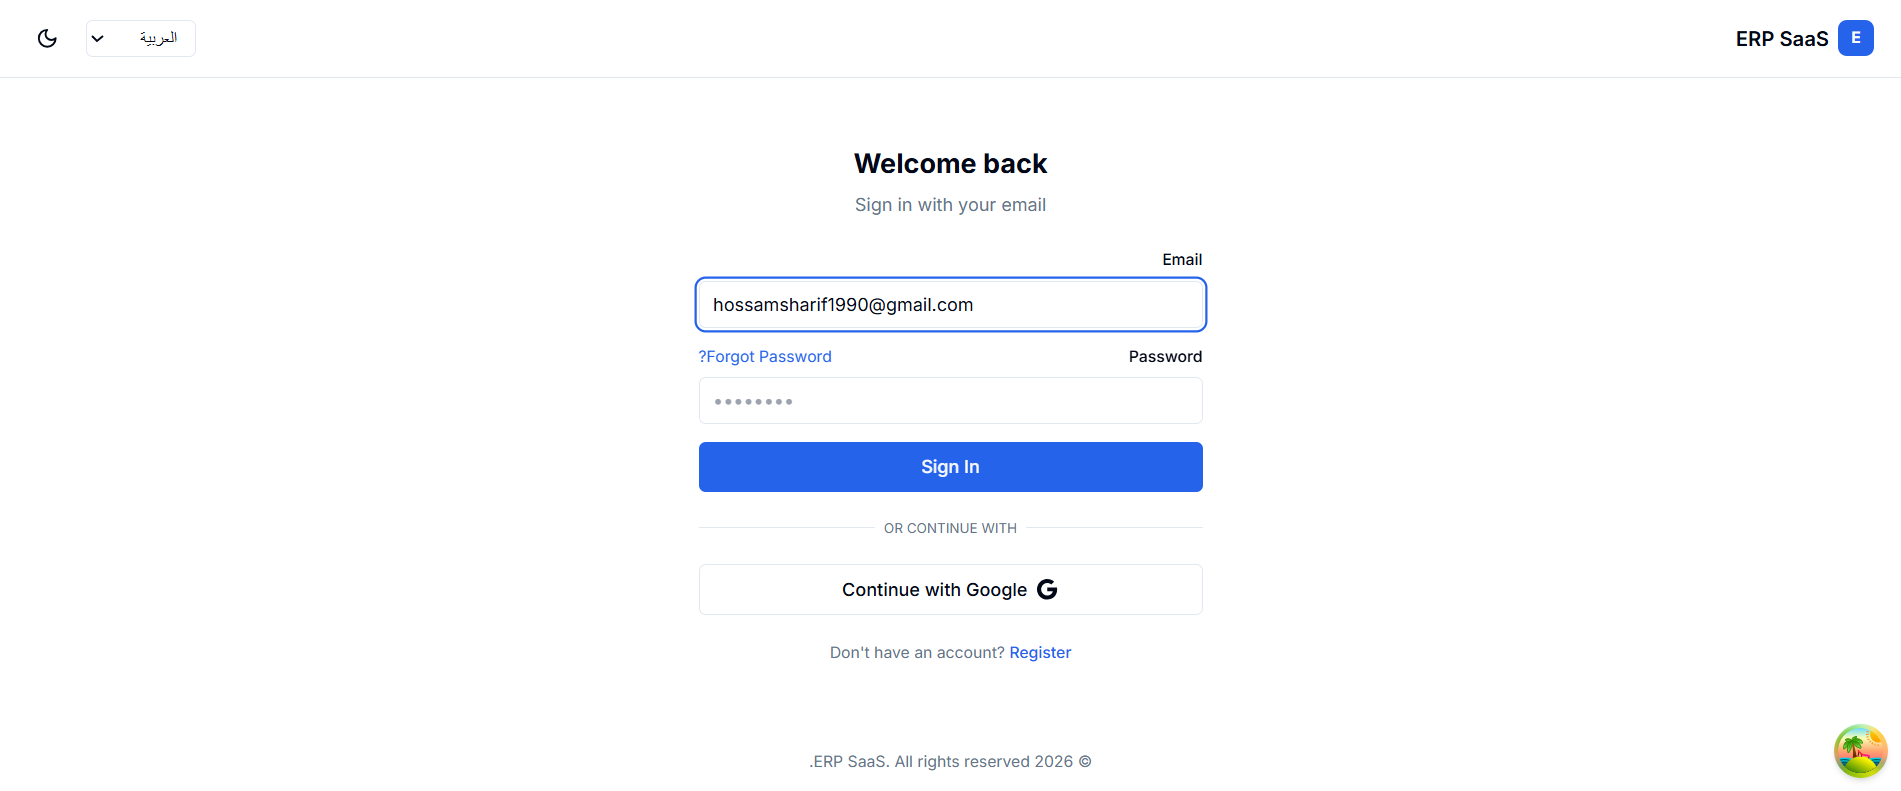 العربية
ERP SaaS E
Welcome back
Sign in with your email
Email
hossamsharif1990@gmail.com
?Forgot Password
Password
Sign In
OR CONTINUE WITH
Continue with Google G
Don't have an account? Register
.ERP SaaS. All rights reserved 2026 ©